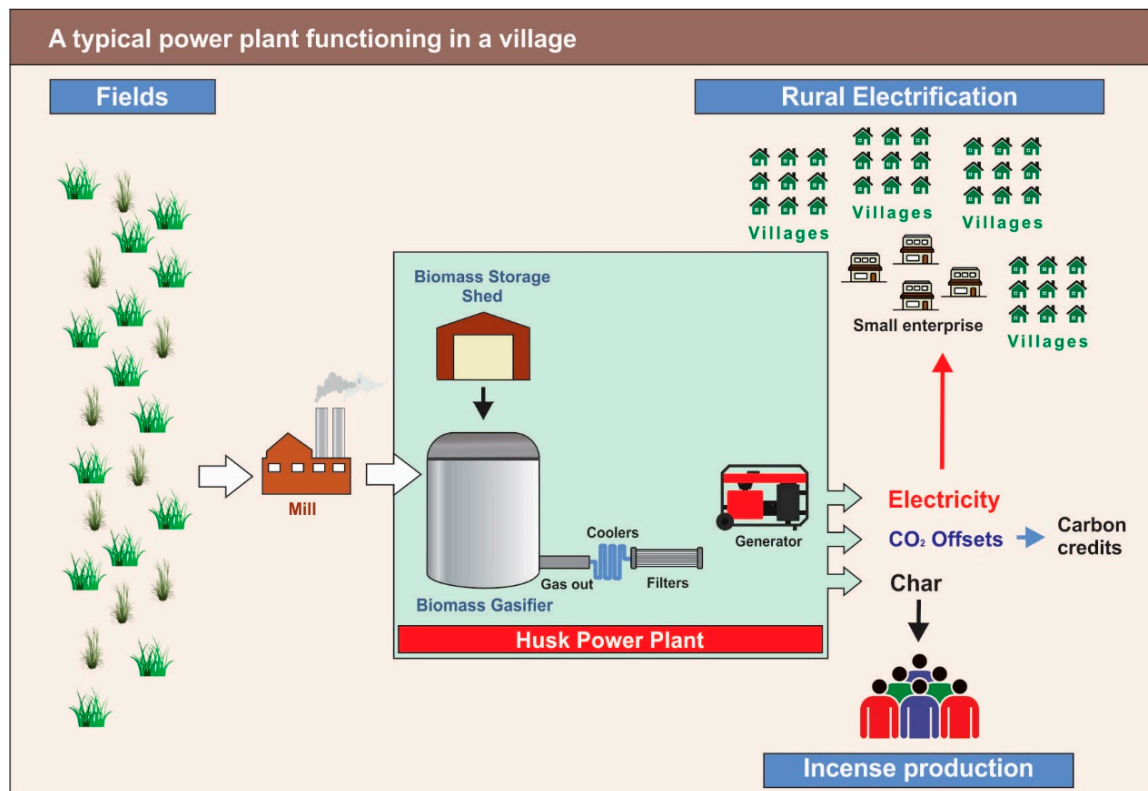 A typical power plant functioning in a village
Fields
Rural Electrification
Villages
Villages
Villages
Small enterprise
Villages
Biomass Storage
Shed
Mill
Biomass Gasifier
Gas out
Coolers
Filters
Generator
Husk Power Plant
Electricity
CO₂ Offsets
Carbon
credits
Char
Incense production